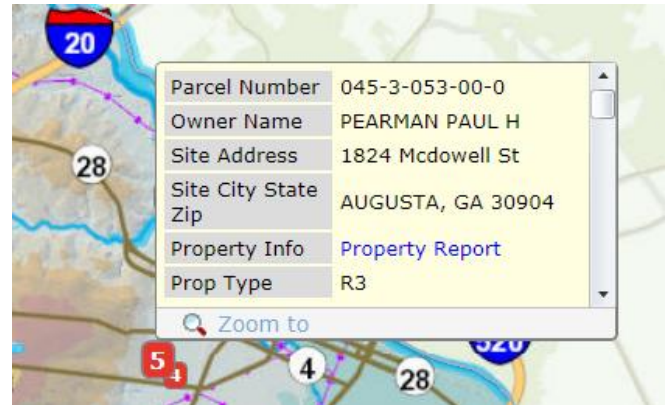 20
Parcel Number 045-3-053-00-0
Owner Name PEARMAN PAUL H
28
Site Address 1824 Mcdowell St
Site City State
Zip
AUGUSTA, GA 30904
Property Info Property Report
Prop Type R3
Zoom to
520
5
4
4
28